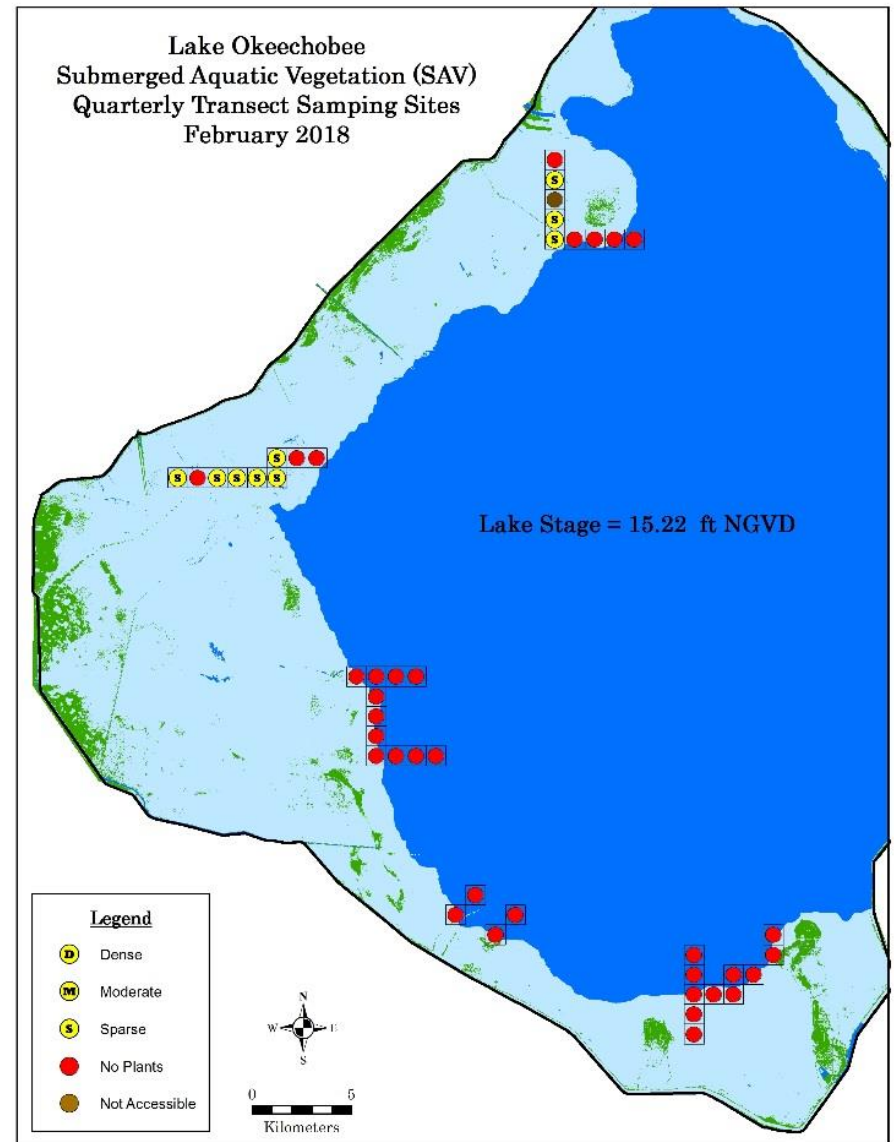 Lake Okeechobee
Submerged Aquatic Vegetation (SAV)
Quarterly Transect Samping Sites
February 2018
S
S
S
Lake Stage = 15.22 ft NGVD
S
S S S S S
Legend
D Dense
M Moderate
S Sparse
No Plants
Not Accessible
N
W E
S
0 5
Kilometers